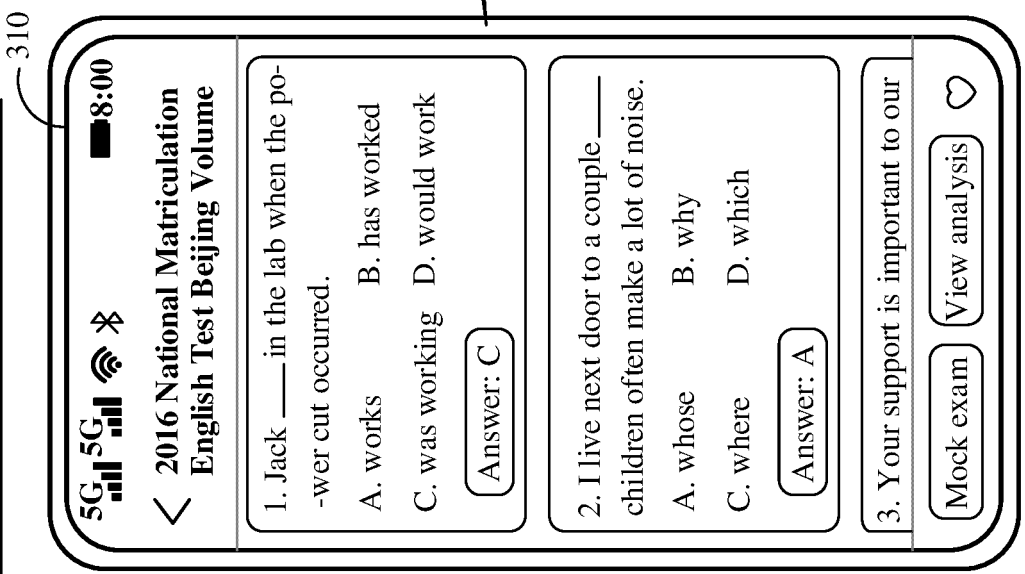 310
5G 5G 8:00
2016 National Matriculation
English Test Beijing Volume
1. Jack ___ in the lab when the po-
-wer cut occurred.
A. works B. has worked
C. was working D. would work
Answer: C
2. I live next door to a couple___
children often make a lot of noise.
A. whose B. why
C. where D. which
Answer: A
3. Your support is important to our
Mock exam View analysis